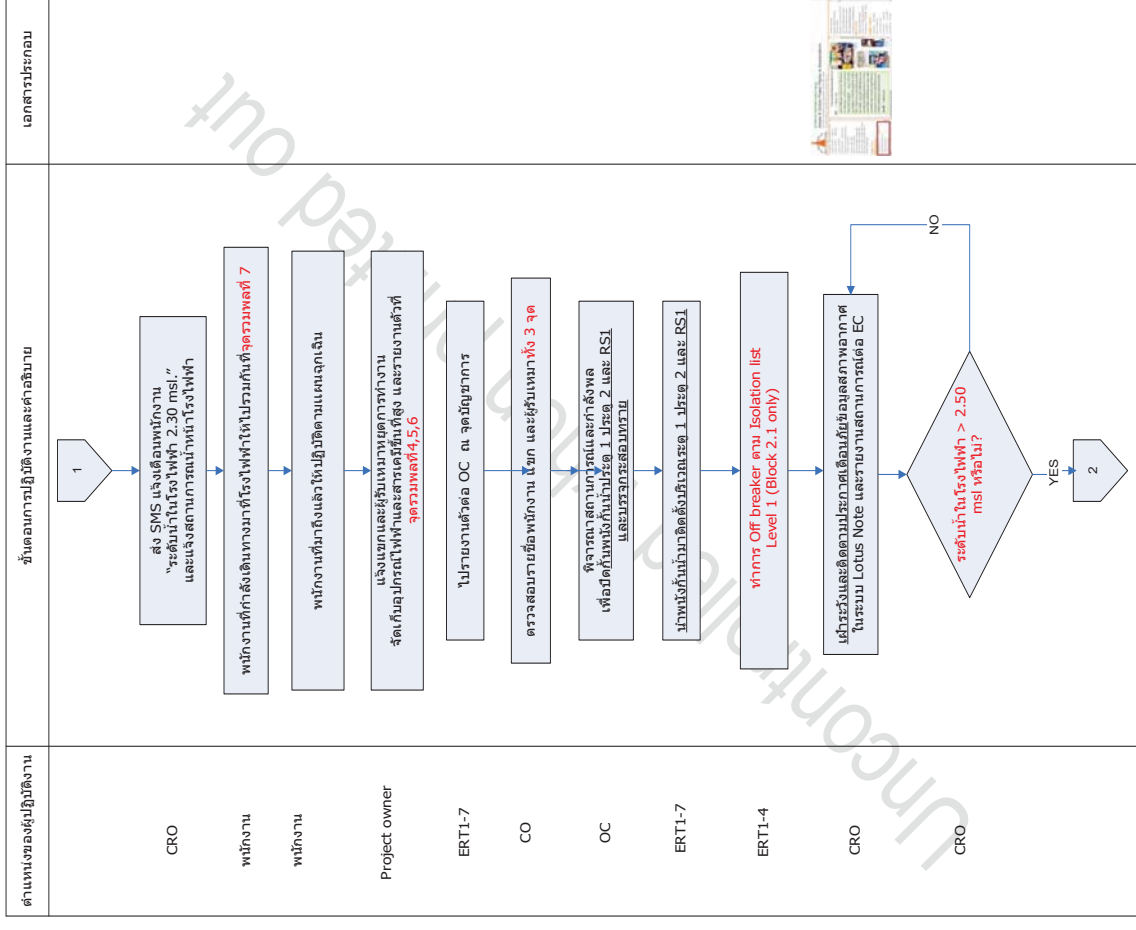 ตำแหน่งของผู้ปฏิบัติงาน
ขั้นตอนการปฏิบัติงานและคำอธิบาย
เอกสารประกอบ
1
CRO
ส่ง SMS แจ้งเตือนพนักงาน
“ระดับน้ำในโรงไฟฟ้า 2.30 msl.”
และแจ้งสถานการณ์น้ำหน้าโรงไฟฟ้า
พนักงาน
พนักงานที่กำลังเดินทางมาที่โรงไฟฟ้าให้ไปรวมกันที่จุดรวมพลที่ 7
พนักงาน
พนักงานที่มาถึงแล้วให้ปฏิบัติตามแผนฉุกเฉิน
Project owner
แจ้งแขกและผู้รับเหมาหยุดการทำงาน
จัดเก็บอุปกรณ์ไฟฟ้าและสารเคมีขึ้นที่สูง และรายงานตัวที่
จุดรวมพลที่4,5,6
ERT1-7
ไปรายงานตัวต่อ OC ณ จุดบัญชาการ
CO
ตรวจสอบรายชื่อพนักงาน แขก และผู้รับเหมาทั้ง 3 จุด
OC
พิจารณาสถานการณ์และกำลังพล
เพื่อปิดกั้นพนังกั้นน้ำประตู 1 ประตู 2 และ RS1
และบรรจุกระสอบทราย
ERT1-7
นำพนังกั้นน้ำมาติดตั้งบริเวณระตู 1 ประตู 2 และ RS1
ERT1-4
ทำการ Off breaker ตาม Isolation list
Level 1 (Block 2.1 only)
CRO
เฝ้าระวังและติดตามประกาศเตือนภัยข้อมูลสภาพอากาศ
ในระบบ Lotus Note และรายงานสถานการณ์ต่อ EC
CRO
ระดับน้ำในโรงไฟฟ้า > 2.50
msl หรือไม่?
NO
YES
2
Uncontrolled when printed out